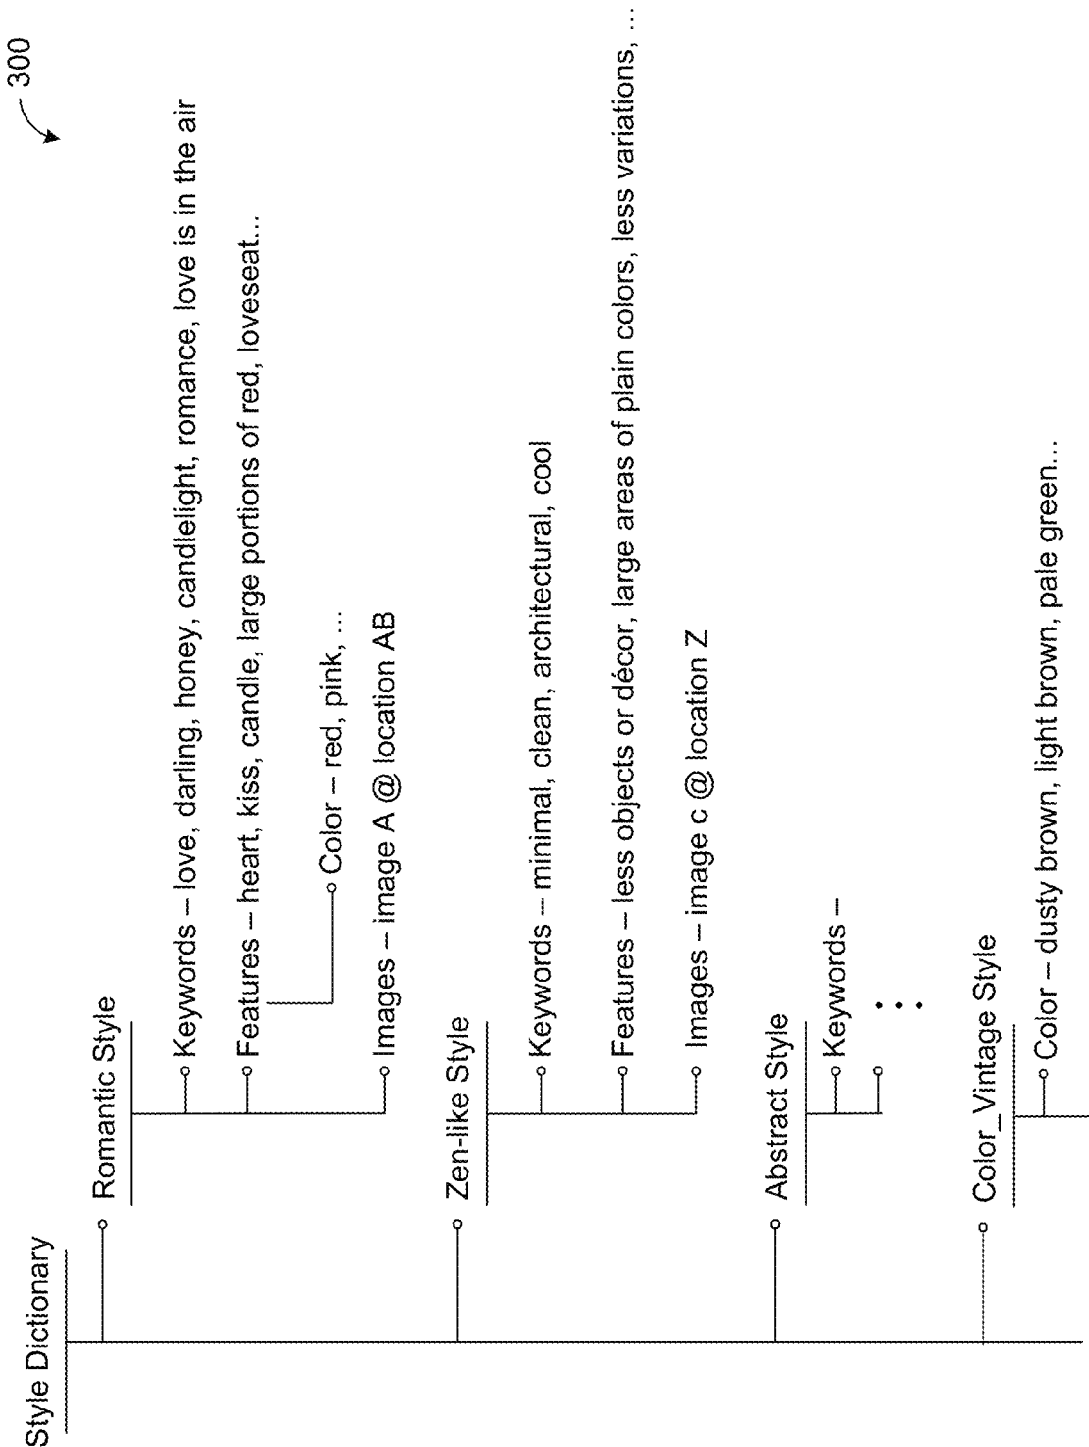 300
Style Dictionary
Romantic Style
Keywords – love, darling, honey, candlelight, romance, love is in the air
Features – heart, kiss, candle, large portions of red, loveseat...
Color – red, pink, ...
Images – image A @ location AB
Zen-like Style
Keywords – minimal, clean, architectural, cool
Features – less objects or décor, large areas of plain colors, less variations, ...
Images – image c @ location Z
Abstract Style
Keywords –
Color_Vintage Style
Color – dusty brown, light brown, pale green...